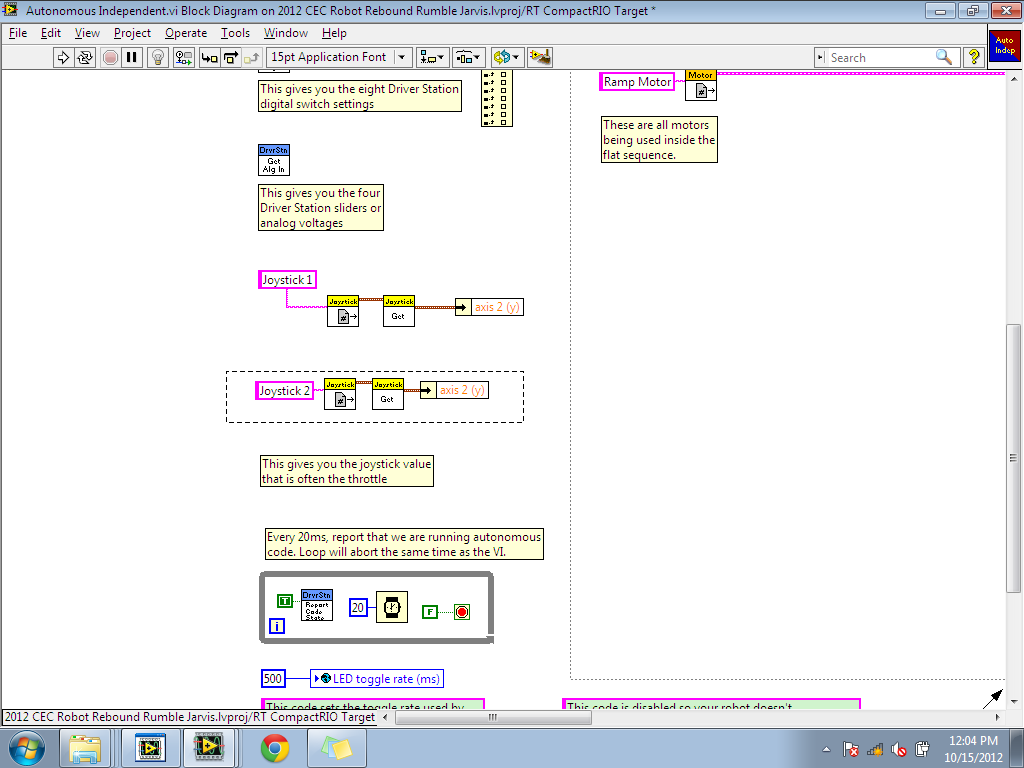 Autonomous Independent.vi Block Diagram on 2012 CEC Robot Rebound Rumble Jarvis.lvproj/RT CompactRIO Target *
File Edit View Project Operate Tools Window Help
15pt Application Font
Search
?
Auto
Indep
This gives you the eight Driver Station
digital switch settings
Ramp Motor
Motor
#
These are all motors
being used inside the
flat sequence.
DrvrStn
Get
Alg In
This gives you the four
Driver Station sliders or
analog voltages
Joystick 1
Joystick
#
Joystick
Get
axis 2 (y)
Joystick 2
Joystick
#
Joystick
Get
axis 2 (y)
This gives you the joystick value
that is often the throttle
Every 20ms, report that we are running autonomous
code. Loop will abort the same time as the VI.
T
DrvrStn
Report
Code
State
20
F
i
500
LED toggle rate (ms)
This code sets the toggle rate used by
This code is disabled so your robot doesn't
2012 CEC Robot Rebound Rumble Jarvis.lvproj/RT CompactRIO Target
12:04 PM
10/15/2012